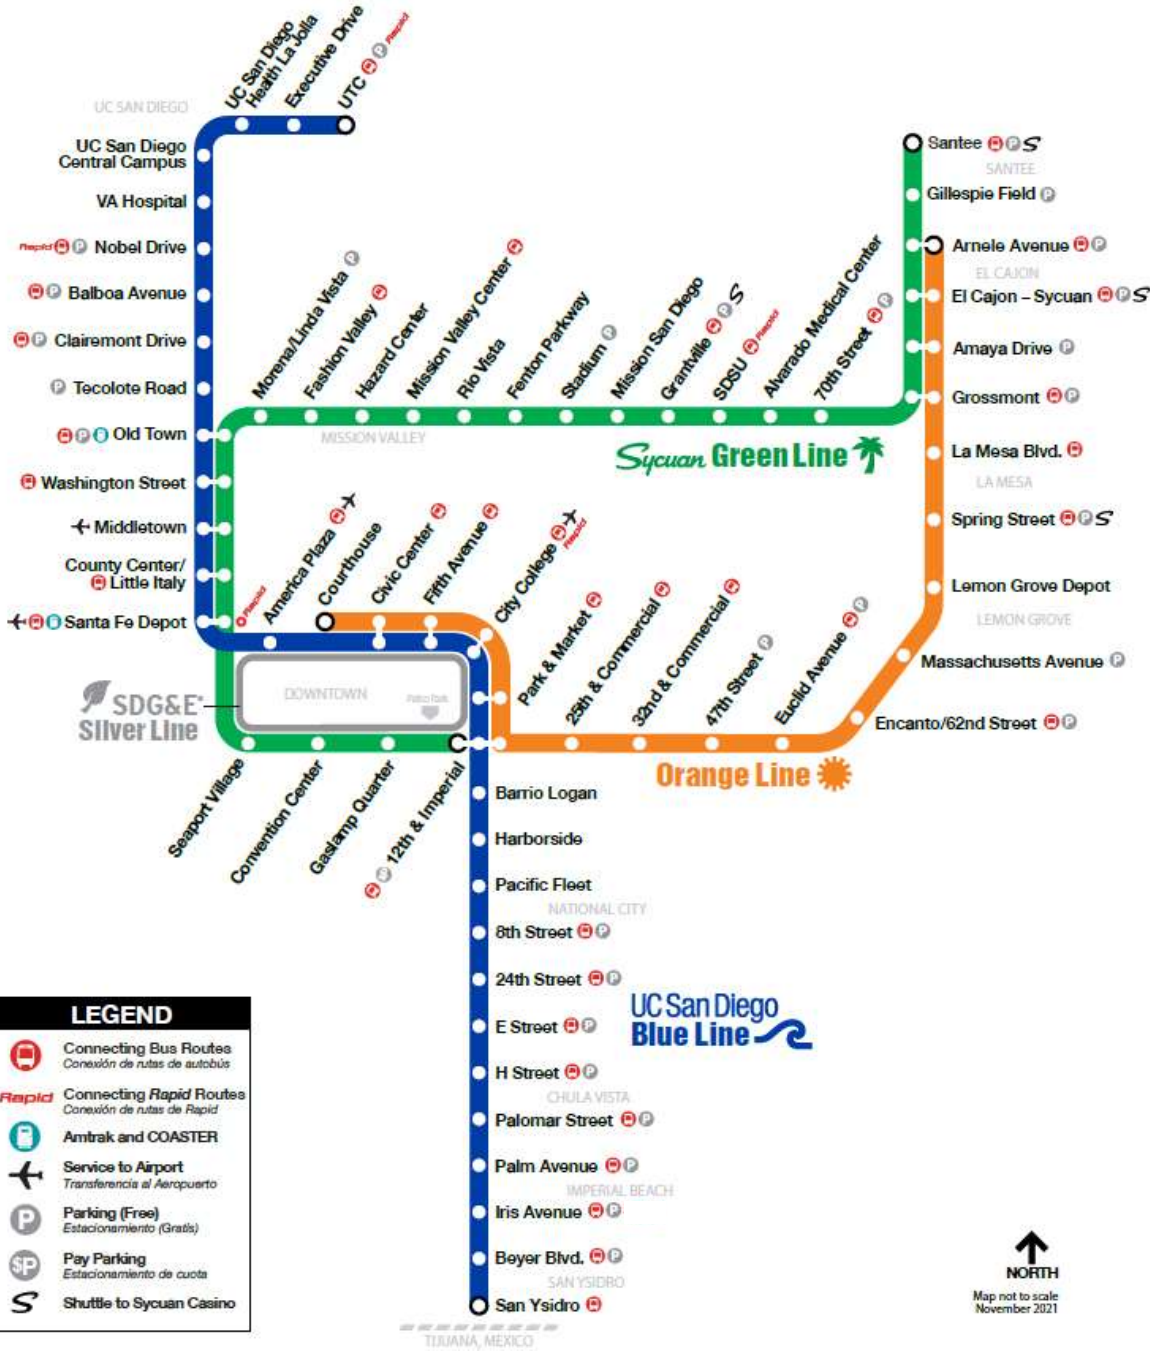 UC San Diego
Health La Jolla
Executive Drive
UTC Rapid
UC SAN DIEGO
UC San Diego
Central Campus
VA Hospital
Rapid Nobel Drive
Balboa Avenue
Clairemont Drive
Tecolote Road
Old Town
Washington Street
Middletown
County Center/
Little Italy
Santa Fe Depot
Rapid
Morena/Linda Vista
Fashion Valley
Hazard Center
Mission Valley Center
Rio Vista
Fenton Parkway
Stadium
Mission San Diego
Grantville
SDSU Rapid
Alvarado Medical Center
70th Street
MISSION VALLEY
Sycuan Green Line
Santee
SANTEE
Gillespie Field
Arnele Avenue
EL CAJON
El Cajon – Sycuan
Amaya Drive
Grossmont
La Mesa Blvd.
LA MESA
Spring Street
Lemon Grove Depot
LEMON GROVE
Massachusetts Avenue
Encanto/62nd Street
America Plaza
Courthouse
Civic Center
Fifth Avenue
City College
Rapid
Park & Market
25th & Commercial
32nd & Commercial
47th Street
Euclid Avenue
Orange Line
DOWNTOWN
SDG&E
Silver Line
Seaport Village
Convention Center
Gaslamp Quarter
12th & Imperial
Barrio Logan
Harborside
Pacific Fleet
NATIONAL CITY
8th Street
24th Street
E Street
H Street
CHULA VISTA
Palomar Street
Palm Avenue
IMPERIAL BEACH
Iris Avenue
Beyer Blvd.
SAN YSIDRO
San Ysidro
TIJUANA, MEXICO
UC San Diego
Blue Line
LEGEND
Connecting Bus Routes
Conexión de rutas de autobús
Rapid Connecting Rapid Routes
Conexión de rutas de Rapid
Amtrak and COASTER
Service to Airport
Transferencia al Aeropuerto
P Parking (Free)
Estacionamiento (Gratis)
$P Pay Parking
Estacionamiento de cuota
S Shuttle to Sycuan Casino
NORTH
Map not to scale
November 2021